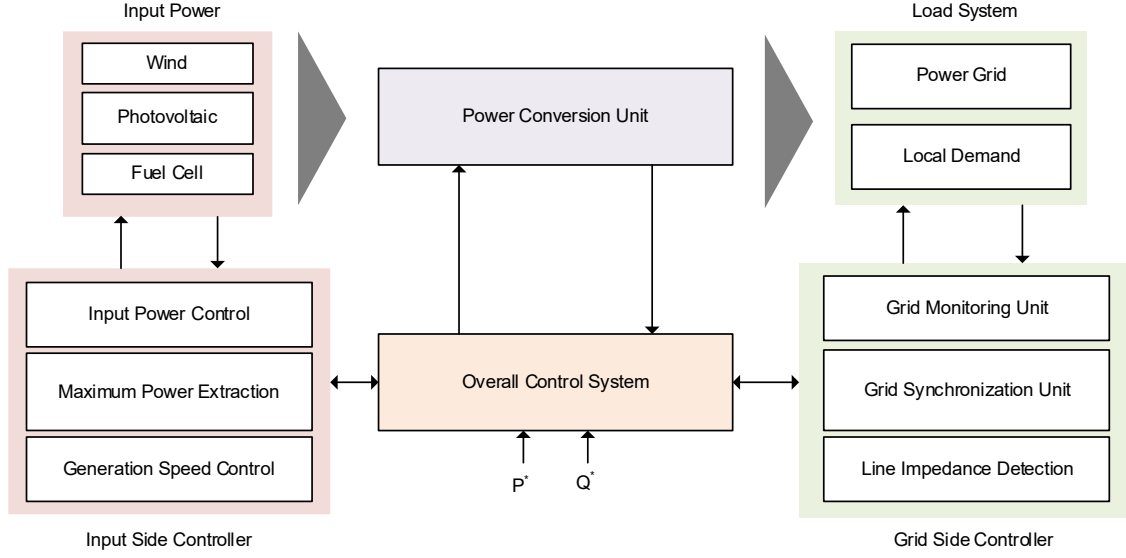 Input Power
Wind
Photovoltaic
Fuel Cell
Power Conversion Unit
Load System
Power Grid
Local Demand
Input Power Control
Maximum Power Extraction
Generation Speed Control
Input Side Controller
Overall Control System
P*
Q*
Grid Monitoring Unit
Grid Synchronization Unit
Line Impedance Detection
Grid Side Controller